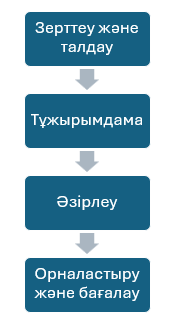 Зерттеу және
талдау
Тұжырымдама
Әзірлеу
Орналастыру
және бағалау